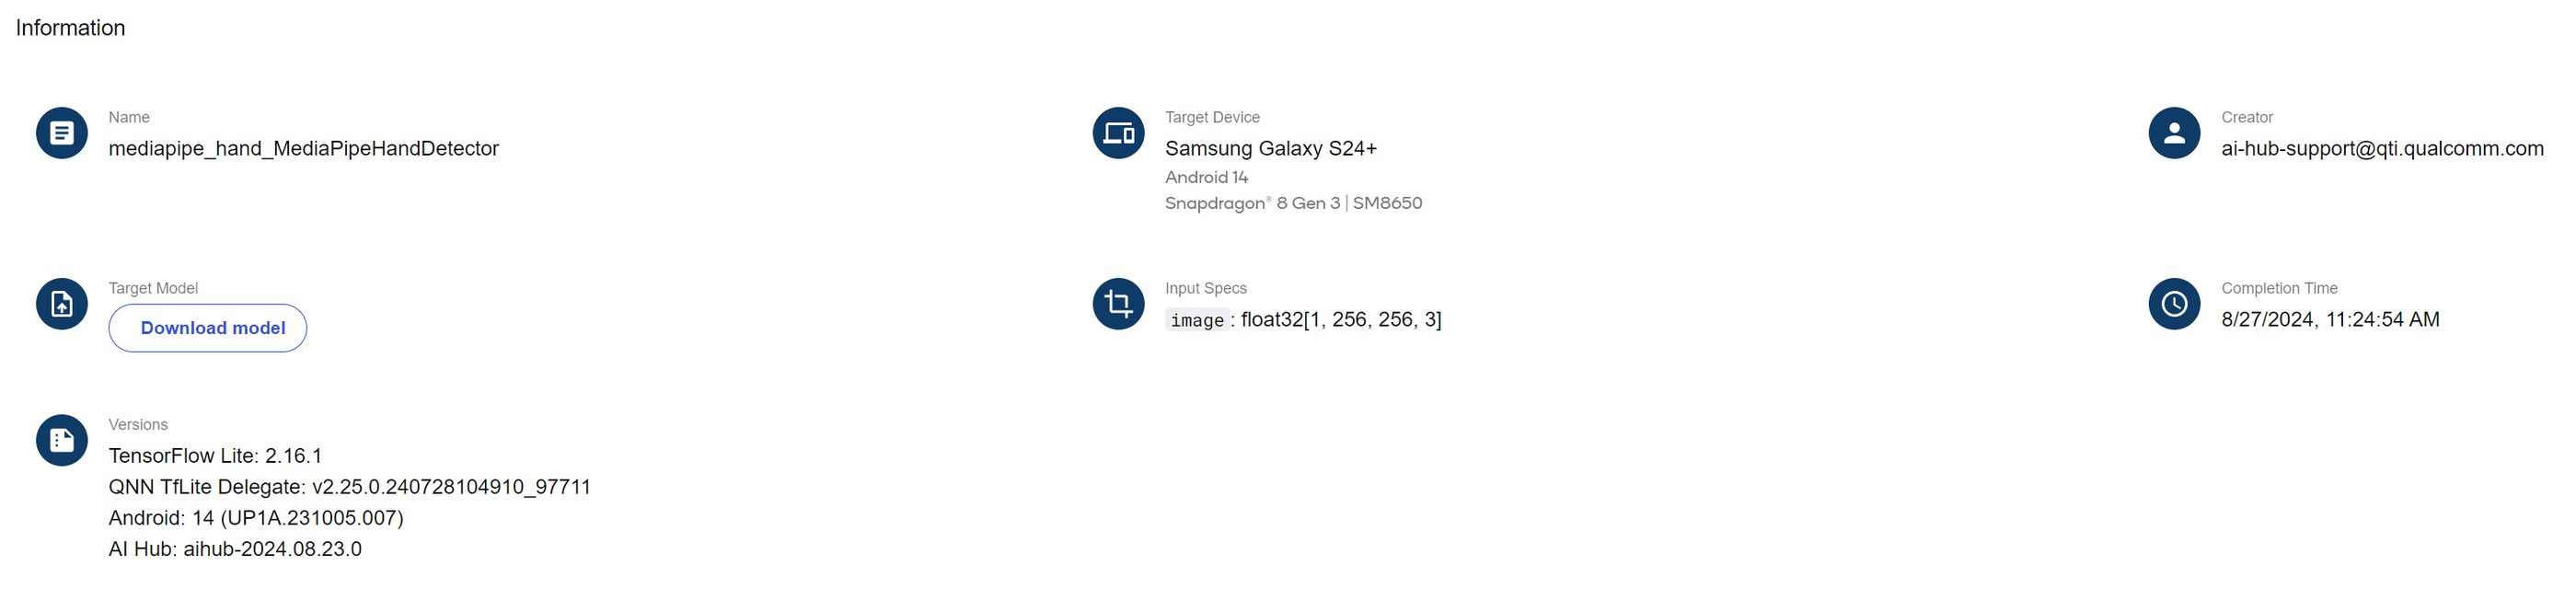 Information
Name
mediapipe_hand_MediaPipeHandDetector
Target Device
Samsung Galaxy S24+
Android 14
Snapdragon® 8 Gen 3 | SM8650
Creator
ai-hub-support@qti.qualcomm.com
Target Model
Download model
Input Specs
image: float32[1, 256, 256, 3]
Completion Time
8/27/2024, 11:24:54 AM
Versions
TensorFlow Lite: 2.16.1
QNN TfLite Delegate: v2.25.0.240728104910_97711
Android: 14 (UP1A.231005.007)
AI Hub: aihub-2024.08.23.0